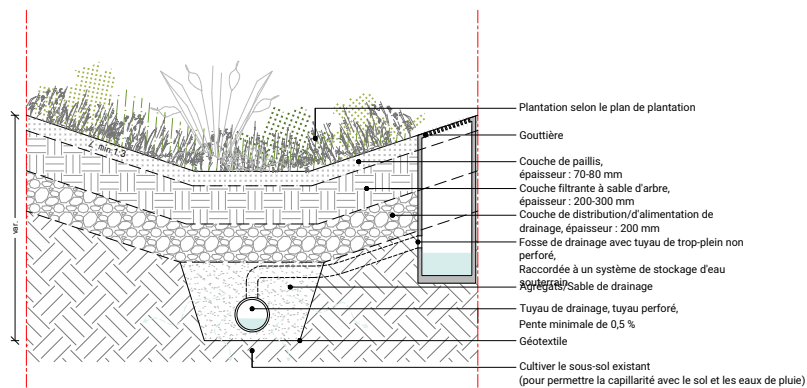 Plantation selon le plan de plantation
Gouttière
Couche de paillis,
épaisseur : 70-80 mm
Couche filtrante à sable d'arbre,
épaisseur : 200-300 mm
Couche de distribution/d'alimentation de
drainage, épaisseur : 200 mm
Fosse de drainage avec tuyau de trop-plein non
perforé,
Raccordée à un système de stockage d'eau
souterrain
Agrégats/Sable de drainage
Tuyau de drainage, tuyau perforé,
Pente minimale de 0,5 %
Géotextile
Cultiver le sous-sol existant
(pour permettre la capillarité avec le sol et les eaux de pluie)
min.1:3
var.